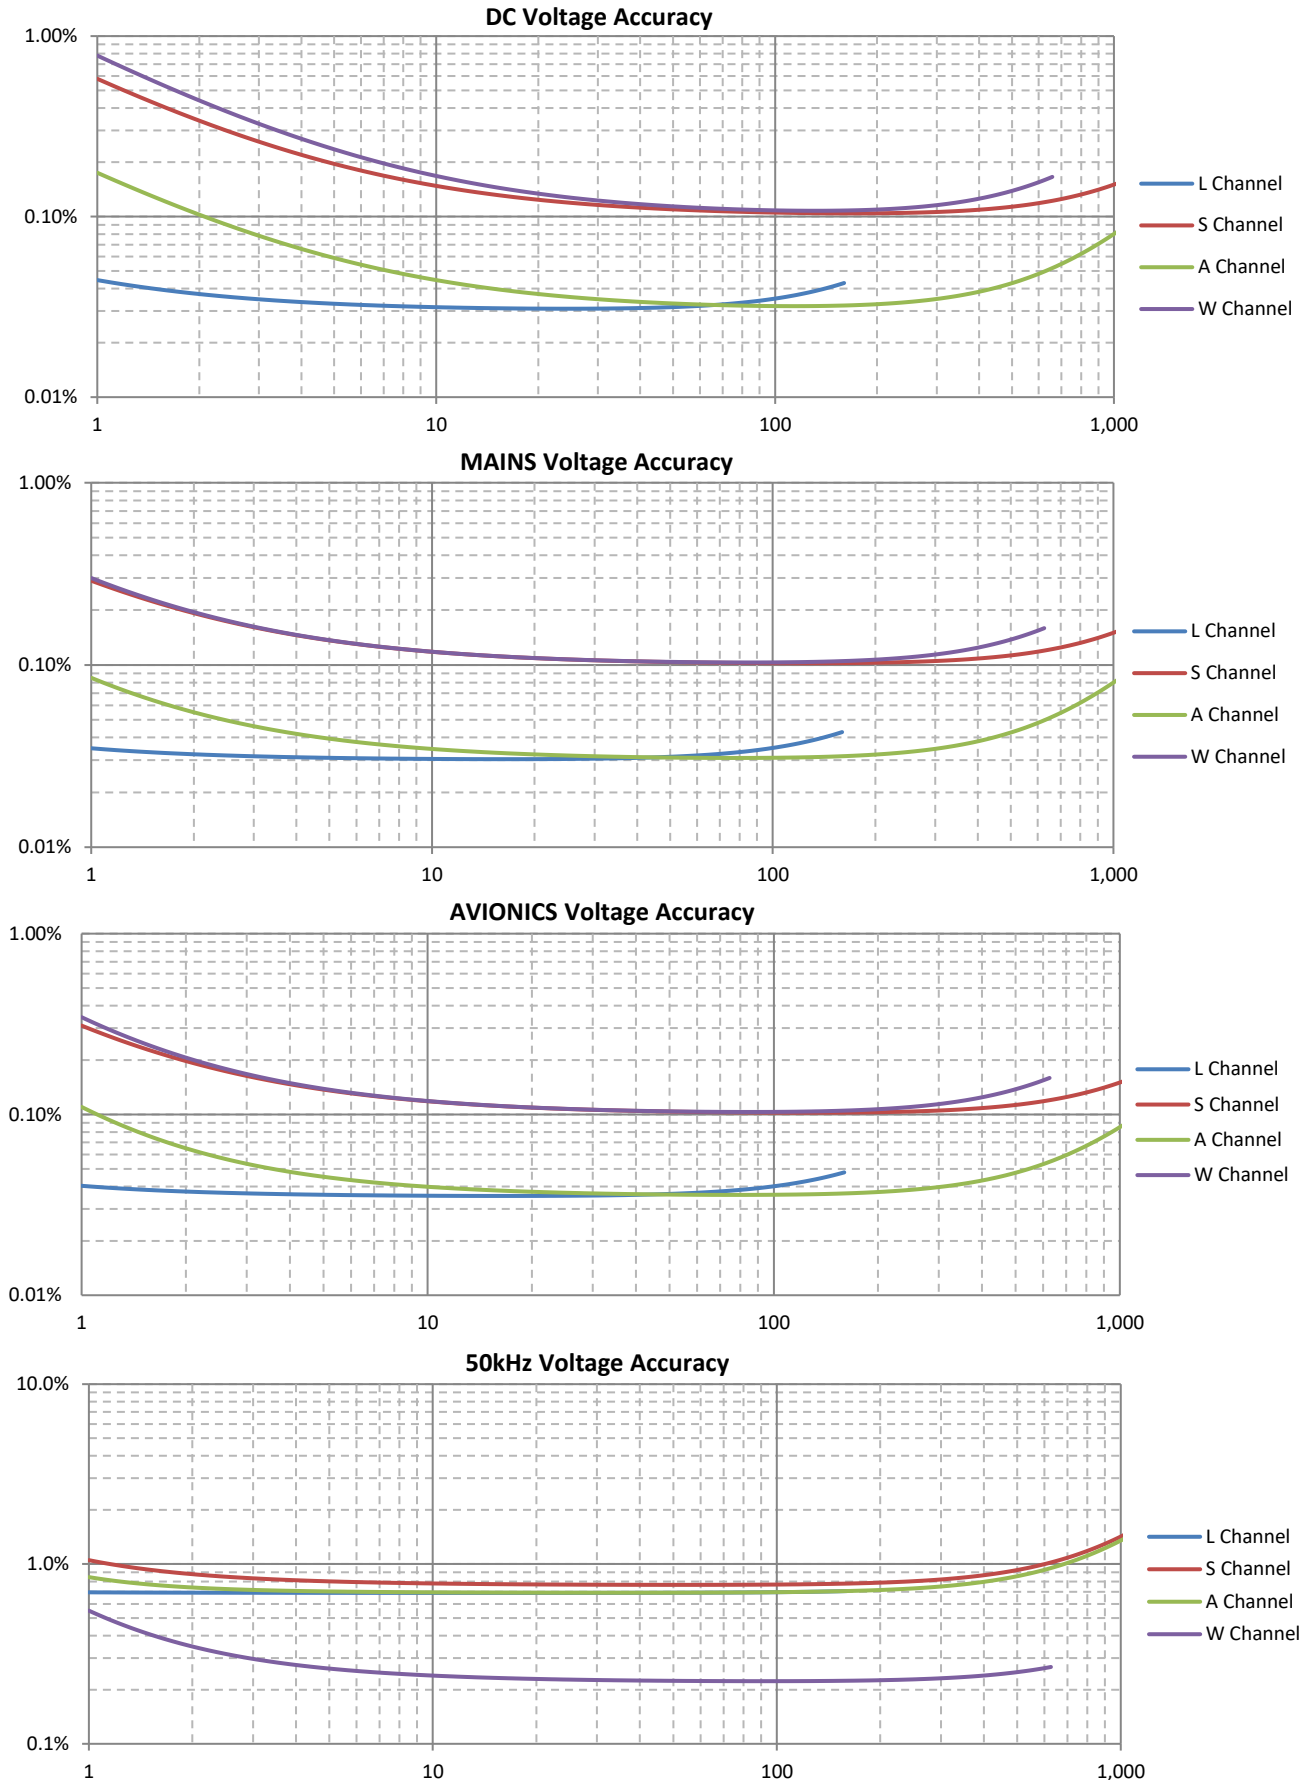 DC Voltage Accuracy
1.00%
0.10%
0.01%
1 10 100 1,000
L Channel
S Channel
A Channel
W Channel
MAINS Voltage Accuracy
1.00%
0.10%
0.01%
1 10 100 1,000
L Channel
S Channel
A Channel
W Channel
AVIONICS Voltage Accuracy
1.00%
0.10%
0.01%
1 10 100 1,000
L Channel
S Channel
A Channel
W Channel
50kHz Voltage Accuracy
10.0%
1.0%
0.1%
1 10 100 1,000
L Channel
S Channel
A Channel
W Channel